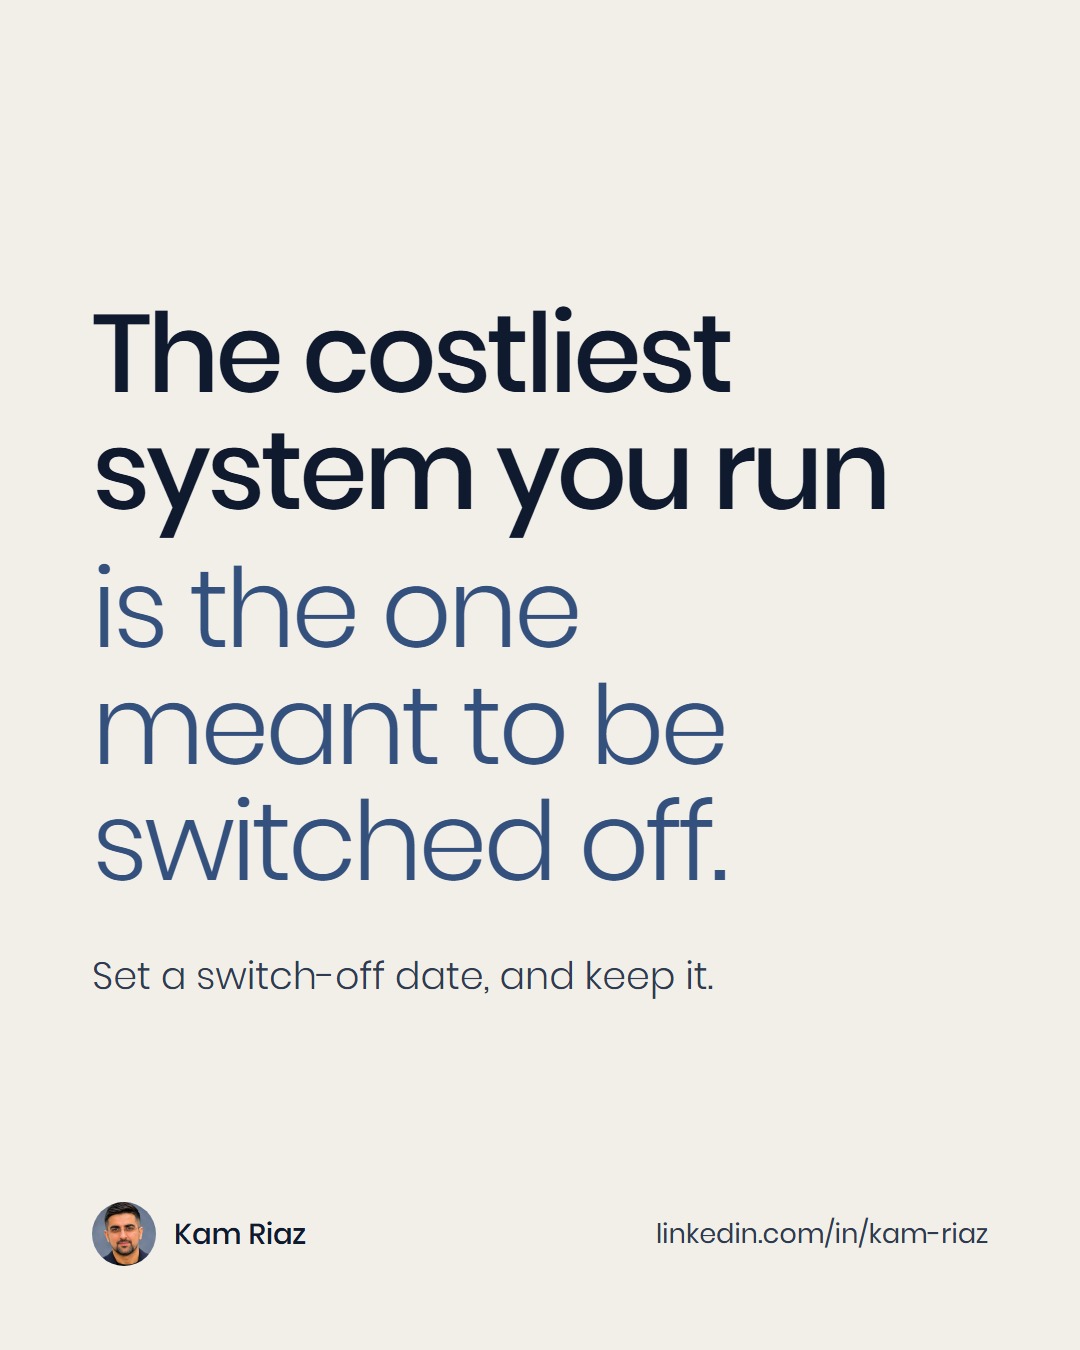 The costliest
system you run
is the one
meant to be
switched off.
Set a switch-off date, and keep it.
Kam Riaz
linkedin.com/in/kam-riaz